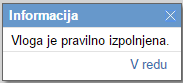 Informacija
Vloga je pravilno izpolnjena.
V redu